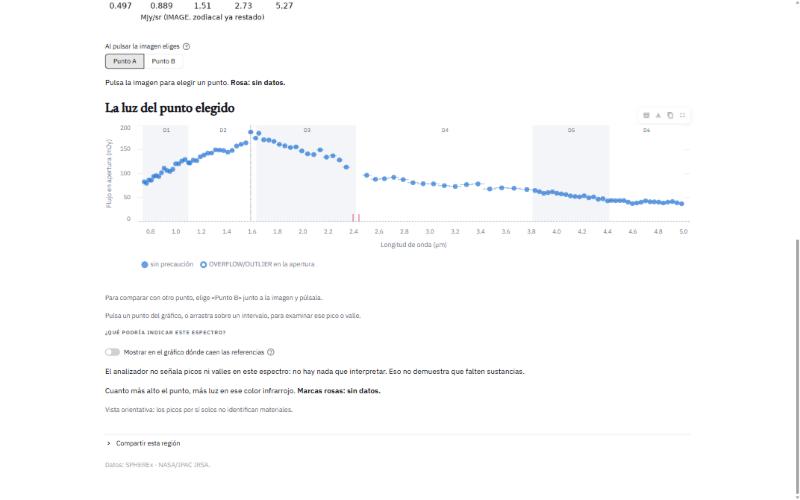 0.497 0.889 1.51 2.73 5.27
MJy/sr (IMAGE, zodiacal ya restado)
Al pulsar la imagen eliges ?
Punto A Punto B
Pulsa la imagen para elegir un punto. Rosa: sin datos.
La luz del punto elegido
D1 D2 D3 D4 D5 D6
Flujo en apertura (mJy)
200
150
100
50
0
0.8 1.0 1.2 1.4 1.6 1.8 2.0 2.2 2.4 2.6 2.8 3.0 3.2 3.4 3.6 3.8 4.0 4.2 4.4 4.6 4.8 5.0
Longitud de onda (μm)
sin precaución OVERFLOW/OUTLIER en la apertura
Para comparar con otro punto, elige «Punto B» junto a la imagen y púlsala.
Pulsa un punto del gráfico, o arrastra sobre un intervalo, para examinar ese pico o valle.
¿QUÉ PODRÍA INDICAR ESTE ESPECTRO?
Mostrar en el gráfico dónde caen las referencias ?
El analizador no señala picos ni valles en este espectro: no hay nada que interpretar. Eso no demuestra que falten sustancias.
Cuanto más alto el punto, más luz en ese color infrarrojo. Marcas rosas: sin datos.
Vista orientativa: los picos por sí solos no identifican materiales.
Compartir esta región
Datos: SPHEREx · NASA/IPAC IRSA.